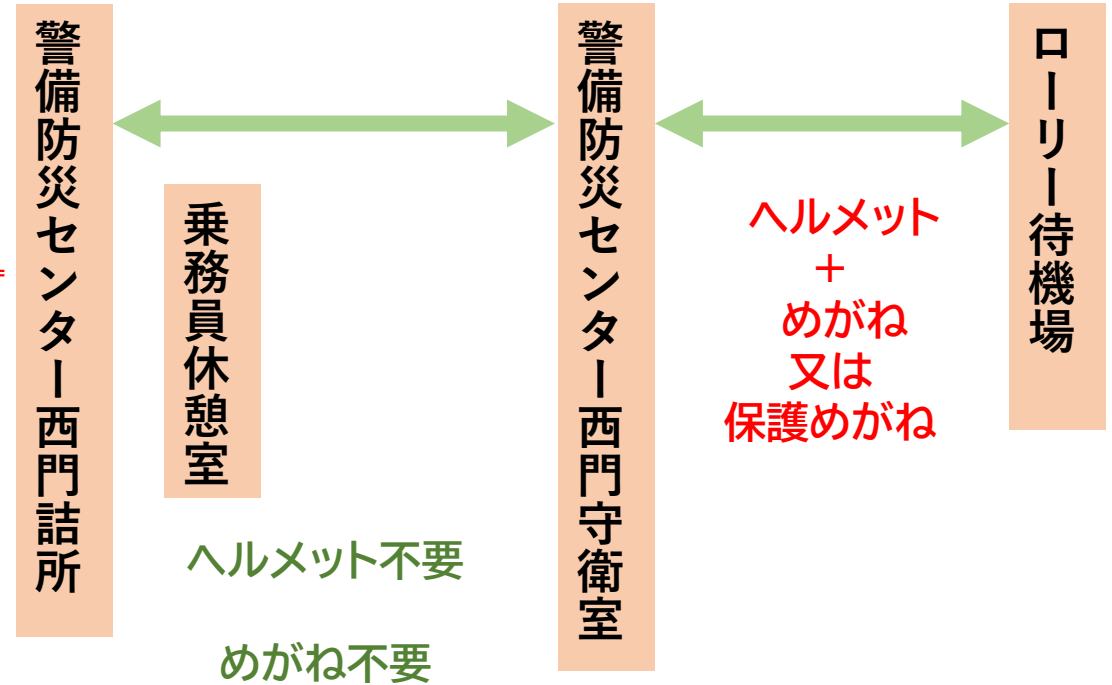 警備防災センター西門詰所
乗務員休憩室
ヘルメット不要
めがね不要
警備防災センター西門守衛室
ヘルメット
＋
めがね
又は
保護めがね
ローリー待機場